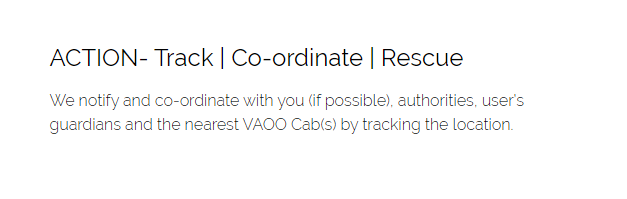 ACTION- Track | Co-ordinate | Rescue
We notify and co-ordinate with you (if possible), authorities, user's
guardians and the nearest VAOO Cab(s) by tracking the location.